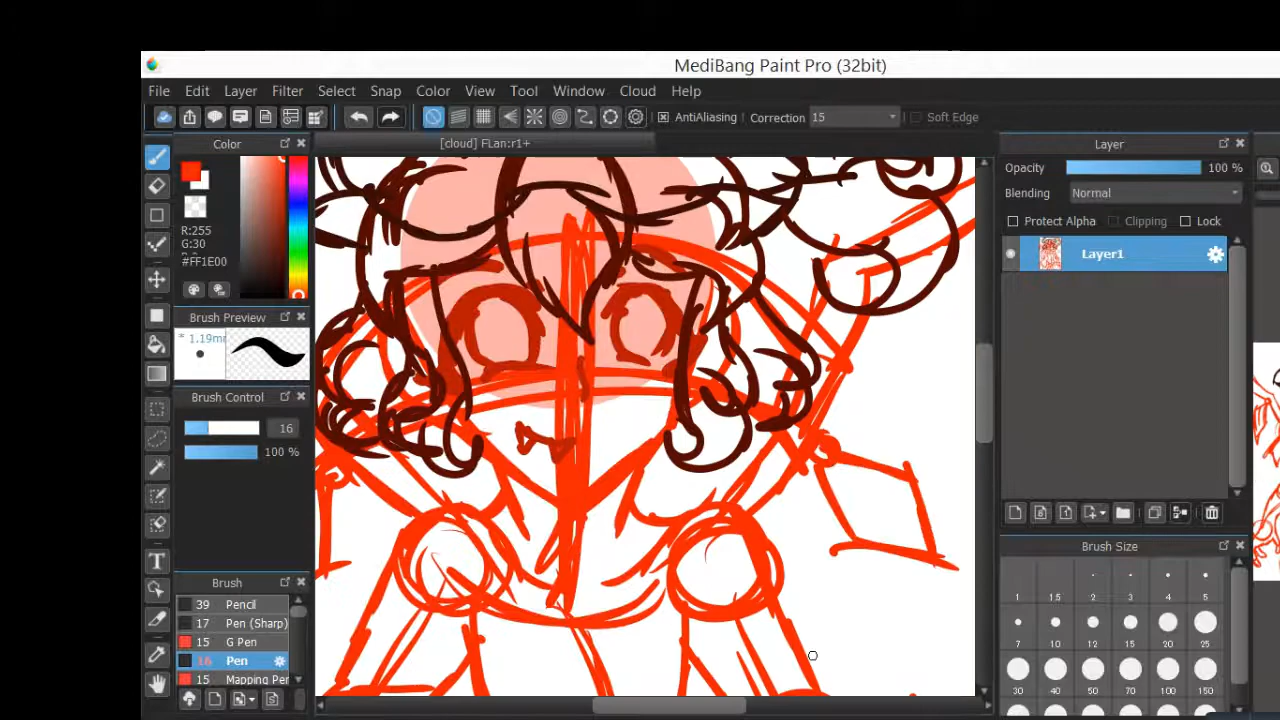 MediBang Paint Pro (32bit)
File Edit Layer Filter Select Snap Color View Tool Window Cloud Help
AntiAliasing Correction 15 Soft Edge
Color
[cloud] FLan:r1+
Layer
Opacity 100 %
Blending Normal
Protect Alpha Clipping Lock
R:255
G:30
#FF1E00
Layer1
Brush Preview
* 1.19mm
Brush Control
16
100 %
Brush
39 Pencil
17 Pen (Sharp)
15 G Pen
16 Pen
15 Mapping Pen
T
Brush Size
1 1.5 2 3 4 5
7 10 12 15 20 25
30 40 50 70 100 150